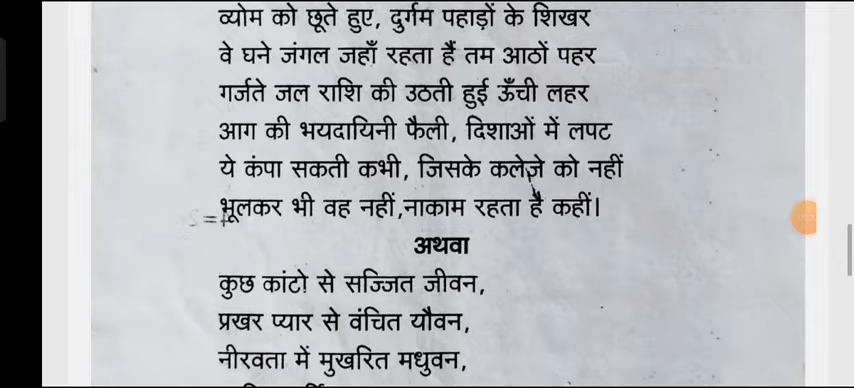 व्योम को छूते हुए, दुर्गम पहाड़ों के शिखर
वे घने जंगल जहाँ रहता हैं तम आठों पहर
गर्जते जल राशि की उठती हुई ऊँची लहर
आग की भयदायिनी फैली, दिशाओं में लपट
ये कंपा सकती कभी, जिसके कलेजे को नहीं
भूलकर भी वह नहीं,नाकाम रहता है कहीं।
अथवा
कुछ कांटो से सज्जित जीवन,
प्रखर प्यार से वंचित यौवन,
नीरवता में मुखरित मधुवन,